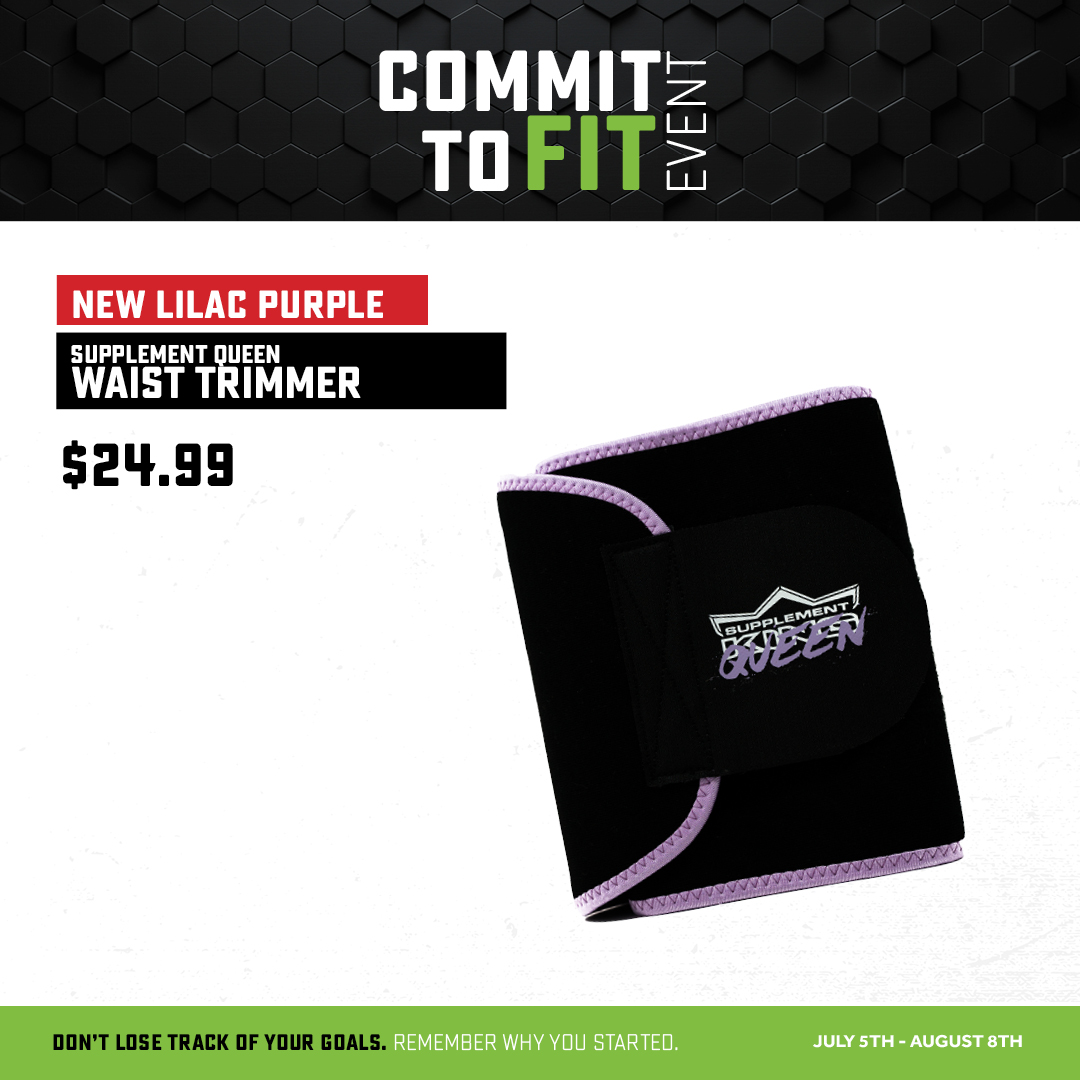 COMMIT
TO FIT
EVENT
NEW LILAC PURPLE
SUPPLEMENT QUEEN
WAIST TRIMMER
$24.99
SUPPLEMENT
KING
QUEEN
DON'T LOSE TRACK OF YOUR GOALS. REMEMBER WHY YOU STARTED.
JULY 5TH - AUGUST 8TH